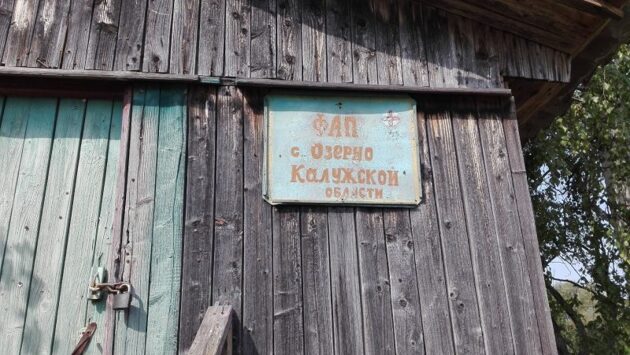 ФАП
с. Озерно
Калужской
области